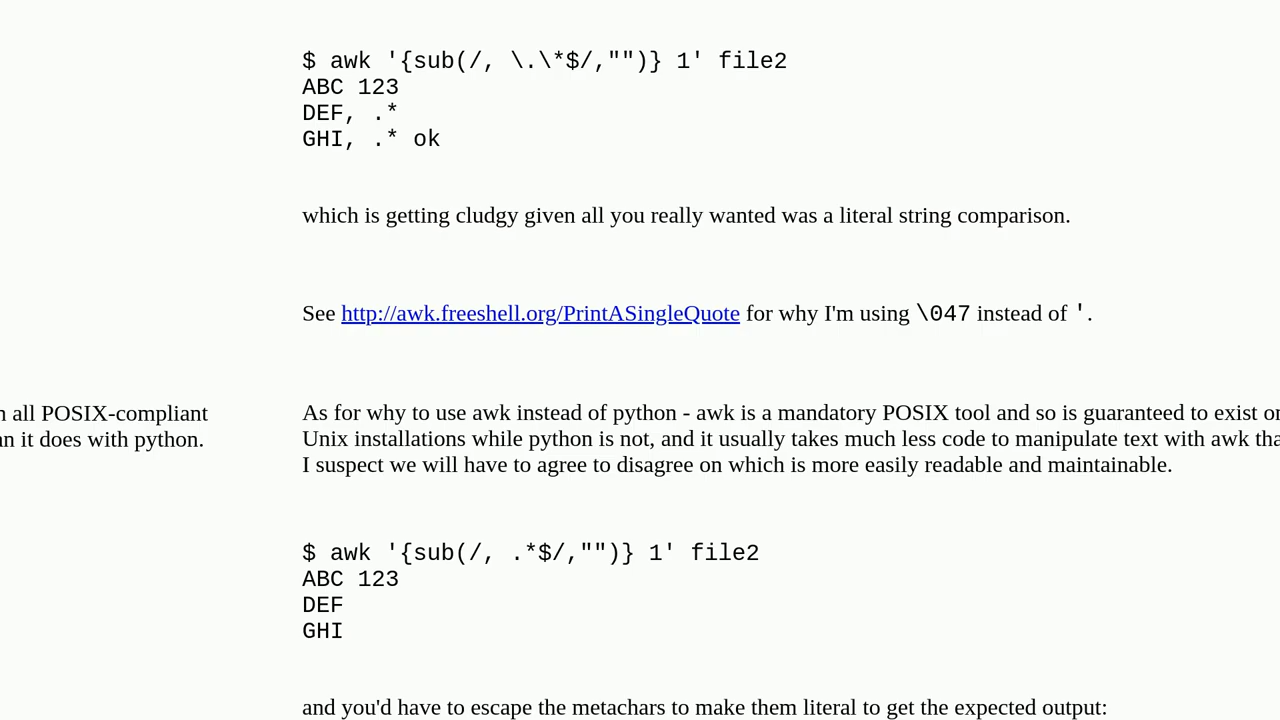 $ awk '{sub(/, \.\*$/,"")} 1' file2
ABC 123
DEF, .*
GHI, .* ok
which is getting cludgy given all you really wanted was a literal string comparison.
See http://awk.freeshell.org/PrintASingleQuote for why I'm using \047 instead of '.
all POSIX-compliant
it does with python.
As for why to use awk instead of python - awk is a mandatory POSIX tool and so is guaranteed to exist
Unix installations while python is not, and it usually takes much less code to manipulate text with awk
I suspect we will have to agree to disagree on which is more easily readable and maintainable.
$ awk '{sub(/, .*$/,"")} 1' file2
ABC 123
DEF
GHI
and you'd have to escape the metachars to make them literal to get the expected output: